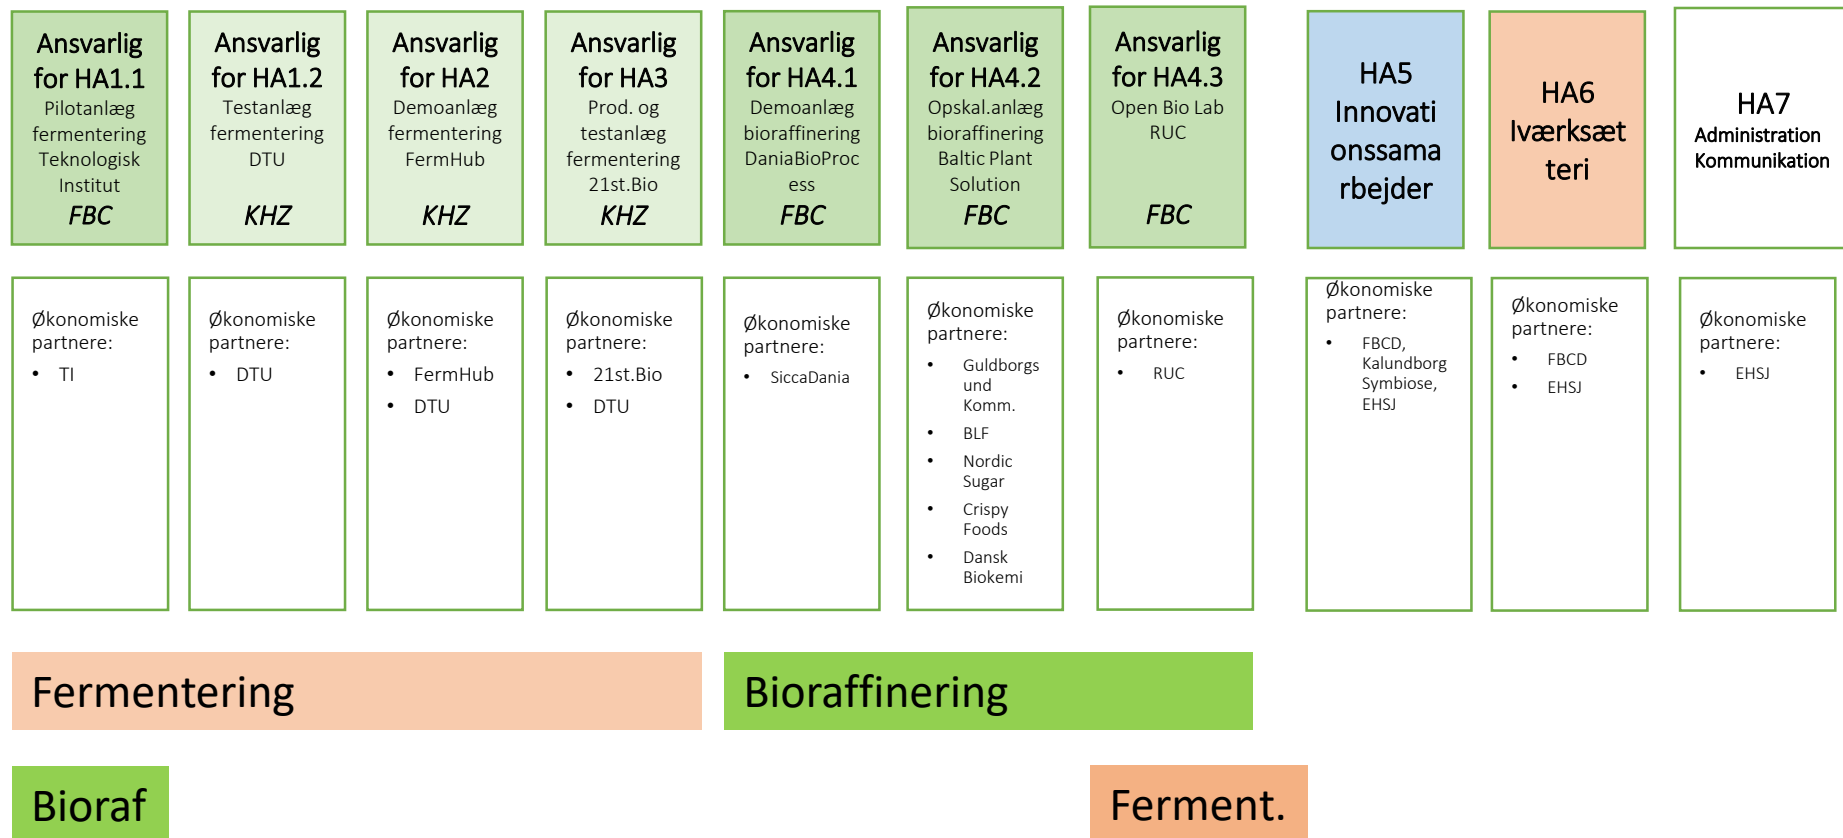 Ansvarlig
for HA1.1
Pilotanlæg
fermentering
Teknologisk
Institut
FBC
Ansvarlig
for HA1.2
Testanlæg
fermentering
DTU
KHZ
Ansvarlig
for HA2
Demoanlæg
fermentering
FermHub
KHZ
Ansvarlig
for HA3
Prod. og
testanlæg
fermentering
21st.Bio
KHZ
Ansvarlig
for HA4.1
Demoanlæg
bioraffinering
DaniaBioProc
ess
FBC
Ansvarlig
for HA4.2
Opskal.anlæg
bioraffinering
Baltic Plant
Solution
FBC
Ansvarlig
for HA4.3
Open Bio Lab
RUC
FBC
HA5
Innovati
onssama
rbejder
HA6
Iværksæt
teri
HA7
Administration
Kommunikation
Økonomiske
partnere:
• TI
Økonomiske
partnere:
• DTU
Økonomiske
partnere:
• FermHub
• DTU
Økonomiske
partnere:
• 21st.Bio
• DTU
Økonomiske
partnere:
• SiccaDania
Økonomiske
partnere:
• Guldborgs
und
Komm.
• BLF
• Nordic
Sugar
• Crispy
Foods
• Dansk
Biokemi
Økonomiske
partnere:
• RUC
Økonomiske
partnere:
• FBCD,
Kalundborg
Symbiose,
EHSJ
Økonomiske
partnere:
• FBCD
• EHSJ
Økonomiske
partnere:
• EHSJ
Fermentering
Bioraffinering
Bioraf
Ferment.